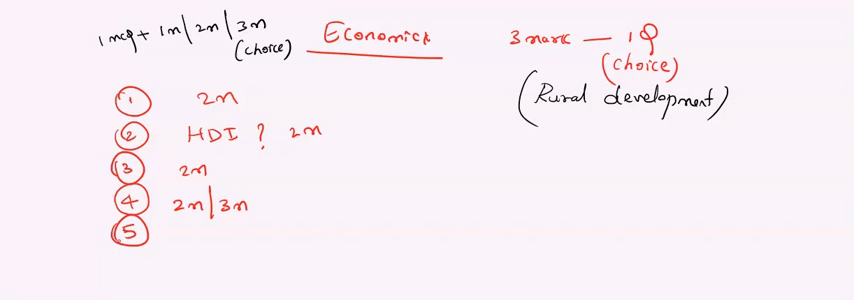 1 mcq + 1m/2m/3m
(choice)
Economics
3 mark — 1Q
(choice)
(Rural development)
1 2m
2 HDI ? 2m
3 2m
4 2m/3m
5